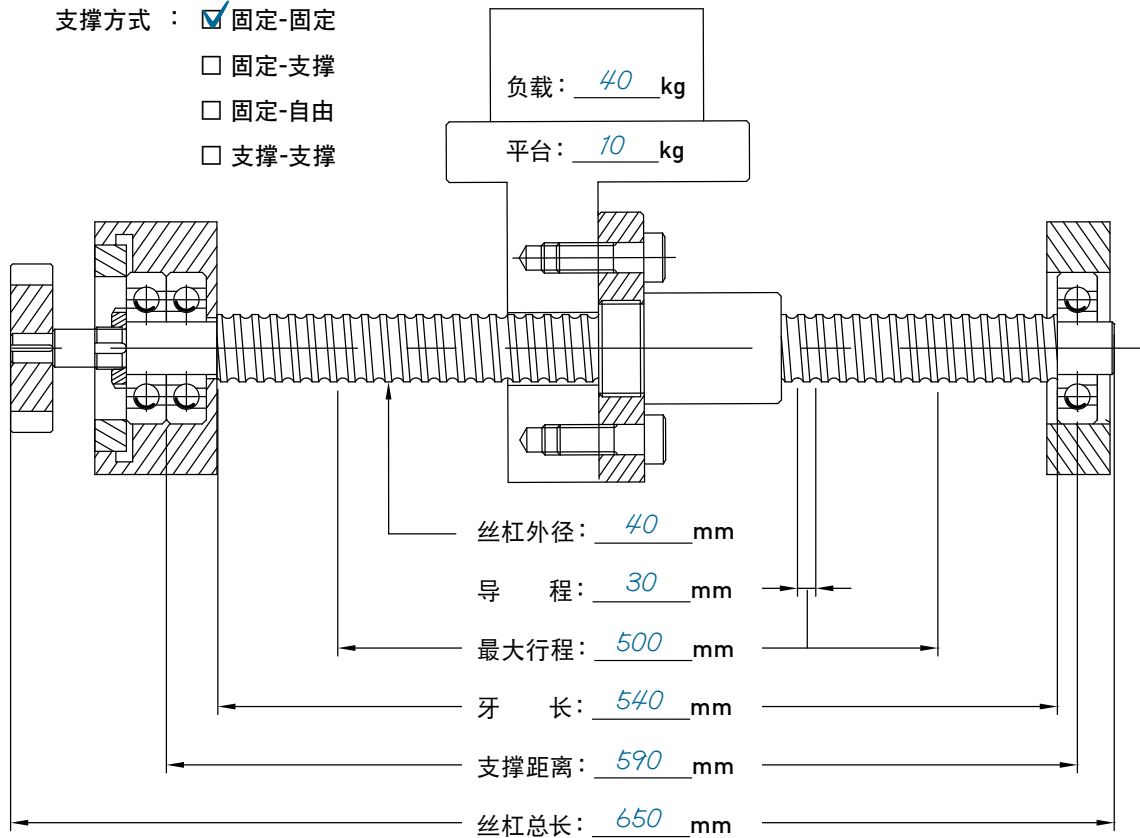 支撑方式 : ☑ 固定-固定
□ 固定-支撑
□ 固定-自由
□ 支撑-支撑
负载: 40 kg
平台: 10 kg
丝杠外径: 40 mm
导 程: 30 mm
最大行程: 500 mm
牙 长: 540 mm
支撑距离: 590 mm
丝杠总长: 650 mm